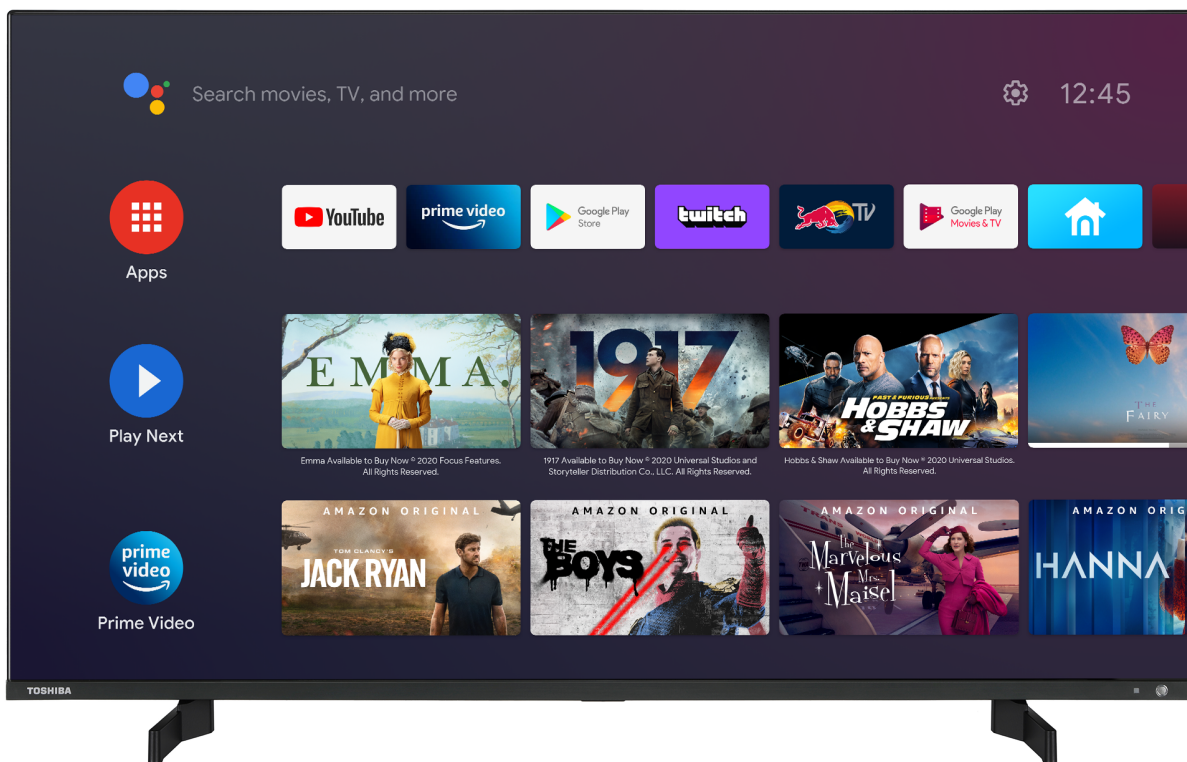 Search movies, TV, and more
12:45
YouTube
prime video
Google Play
Store
twitch
TV
Google Play
Movies & TV
Apps
EMMA.
1917
FAST & FURIOUS PRESENTS
HOBBS
& SHAW
THE
FAIRY
Play Next
Emma Available to Buy Now © 2020 Focus Features.
All Rights Reserved.
1917 Available to Buy Now © 2020 Universal Studios and
Storyteller Distribution Co., LLC. All Rights Reserved.
Hobbs & Shaw Available to Buy Now © 2020 Universal Studios.
All Rights Reserved.
AMAZON ORIGINAL
TOM CLANCY'S
JACK RYAN
AMAZON ORIGINAL
THE
BOYS
AMAZON ORIGINAL
the
Marvelous
Mrs.
Maisel
AMAZON ORIG
HANNA
prime
video
Prime Video
TOSHIBA